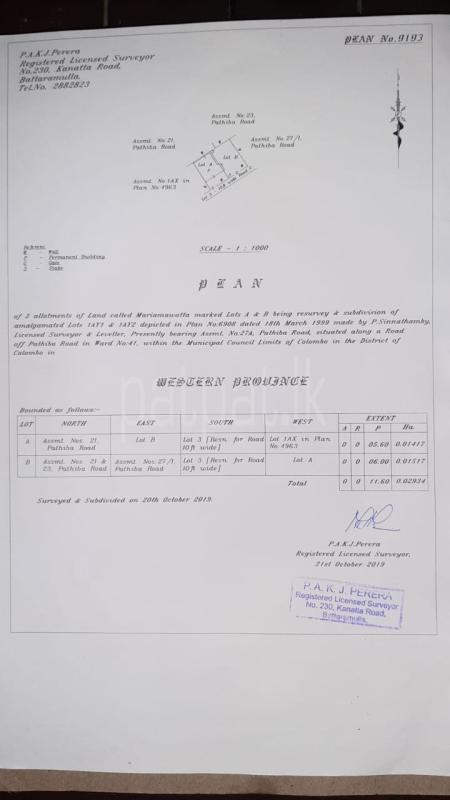 PLAN No.9193
P.A.K.J.Perera
Registered Licensed Surveyor
No.230, Kanatta Road,
Battaramulla.
Tel.No. 2882823
Assmt. No 23,
Pathiba Road
Assmt. No 21,
Pathiba Road
Assmt. No 27/1,
Pathiba Road
Lot A
Lot B
Assmt. No.1AX in
Plan No.4963
Referenc
W - Wall
P - Permanent Building
G - Gate
S - Stake
SCALE - 1 : 1000
PLAN
of 2 allotments of Land called Mariamawatta marked Lots A & B being resurvey & subdivision of
amalgamated Lots 1AY1 & 1AY2 depicted in Plan No:6908 dated 18th March 1999 made by P.Sinnathamby,
Licensed Surveyor & Leveller, Presently bearing Assmt. No:27A, Pathiba Road, situated along a Road
off Pathiba Road in Ward No:41, within the Municipal Council Limits of Colombo in the District of
Colombo in
WESTERN PROVINCE
patpat.lk
Bounded as follows:-
LOT NORTH EAST SOUTH WEST EXTENT
A R P Ha.
A Assmt. Nos. 21, Pathiba Road Lot B Lot 3 [Resn. for Road 10ft wide] Lot 1AX in Plan No.4963 0 0 05.60 0.01417
B Assmt. Nos 21 & 23, Pathiba Road Assmt. Nos.27/1, Pathiba Road Lot 3 [Resn. for Road 10ft wide] Lot A 0 0 06.00 0.01517
Total 0 0 11.60 0.02934
Surveyed & Subdivided on 20th October 2019.
P.A.K.J.Perera
Registered Licensed Surveyor.
21st October 2019
P. A. K. J. PERERA
Registered Licensed Surveyor
No. 230, Kanatta Road,
Battaramulla.